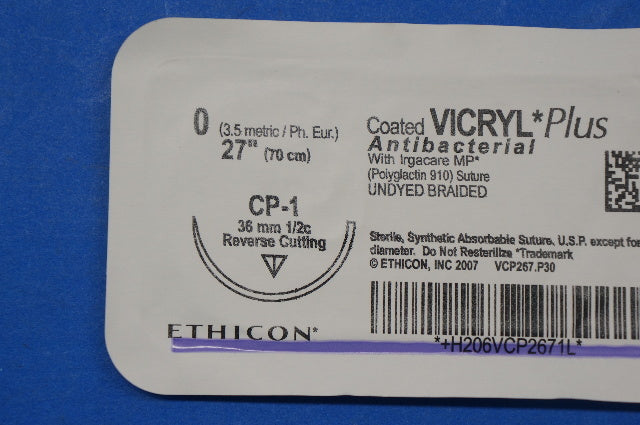 0 (3.5 metric / Ph. Eur.)
27" (70 cm)
CP-1
36 mm 1/2c
Reverse Cutting
ETHICON*
Coated VICRYL* Plus
Antibacterial
With Irgacare MP*
(Polyglactin 910) Suture
UNDYED BRAIDED
Sterile, Synthetic Absorbable Suture, U.S.P. except for
diameter. Do Not Resterilize *Trademark
© ETHICON, INC 2007 VCP267.P30
*+H206VCP2671L*